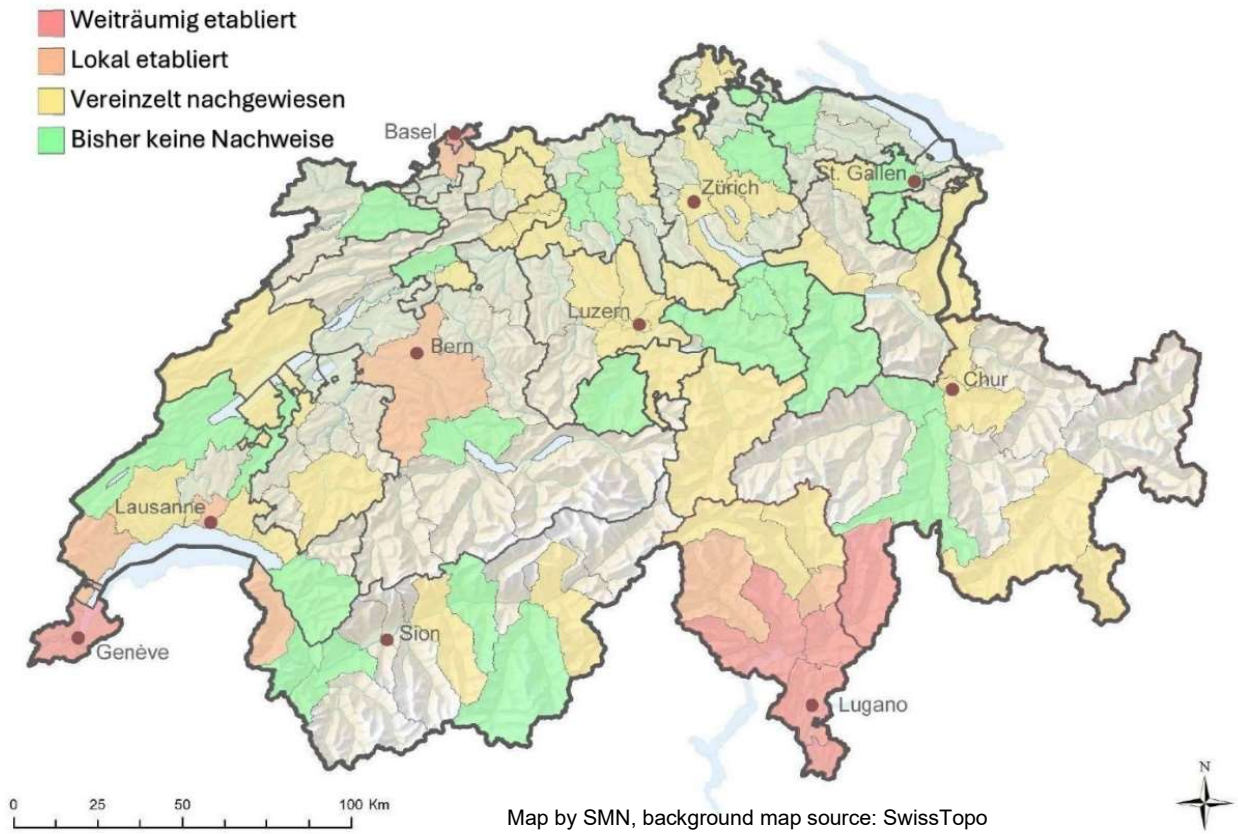 Weiträumig etabliert
Lokal etabliert
Vereinzelt nachgewiesen
Bisher keine Nachweise
Basel
Zürich
St. Gallen
Luzern
Bern
Chur
Lausanne
Sion
Genève
Lugano
N
0 25 50 100 Km
Map by SMN, background map source: SwissTopo